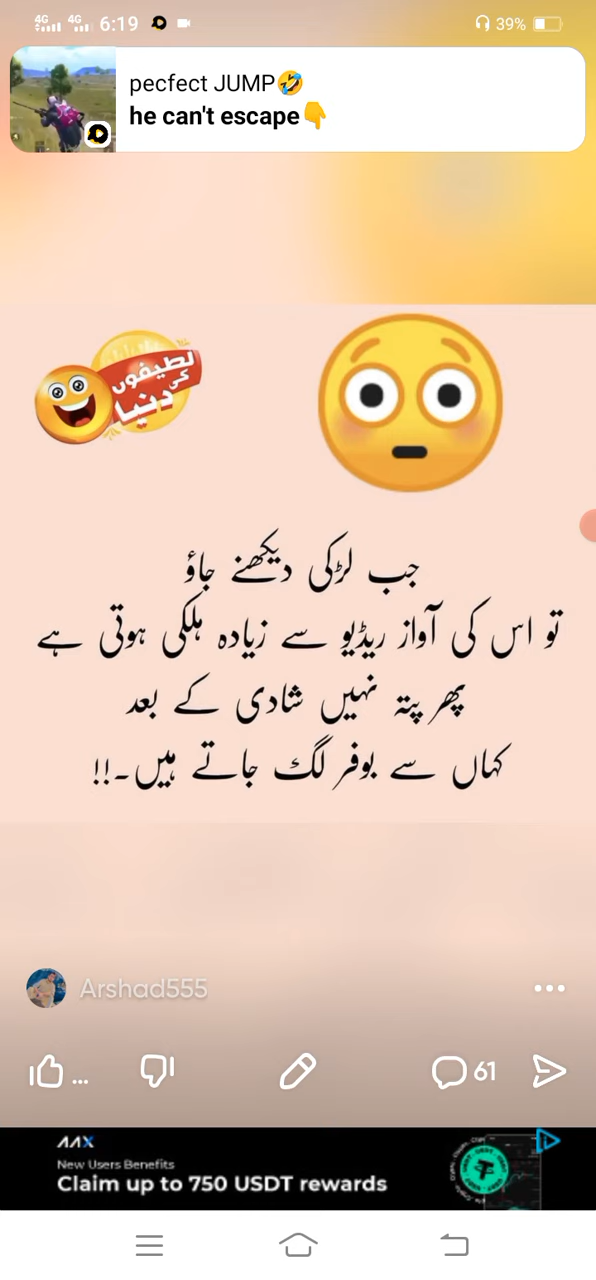 4G 4G 6:19 39%
pecfect JUMP🤣
he can't escape👇
لطیفوں
کی
دنیا
جب لڑکی دیکھنے جاؤ
تو اس کی آواز ریڈیو سے زیادہ ہلکی ہوتی ہے
پھر پتہ نہیں شادی کے بعد
کہاں سے بوفر لگ جاتے ہیں۔!!
Arshad555
... 61
AAX
New Users Benefits
Claim up to 750 USDT rewards